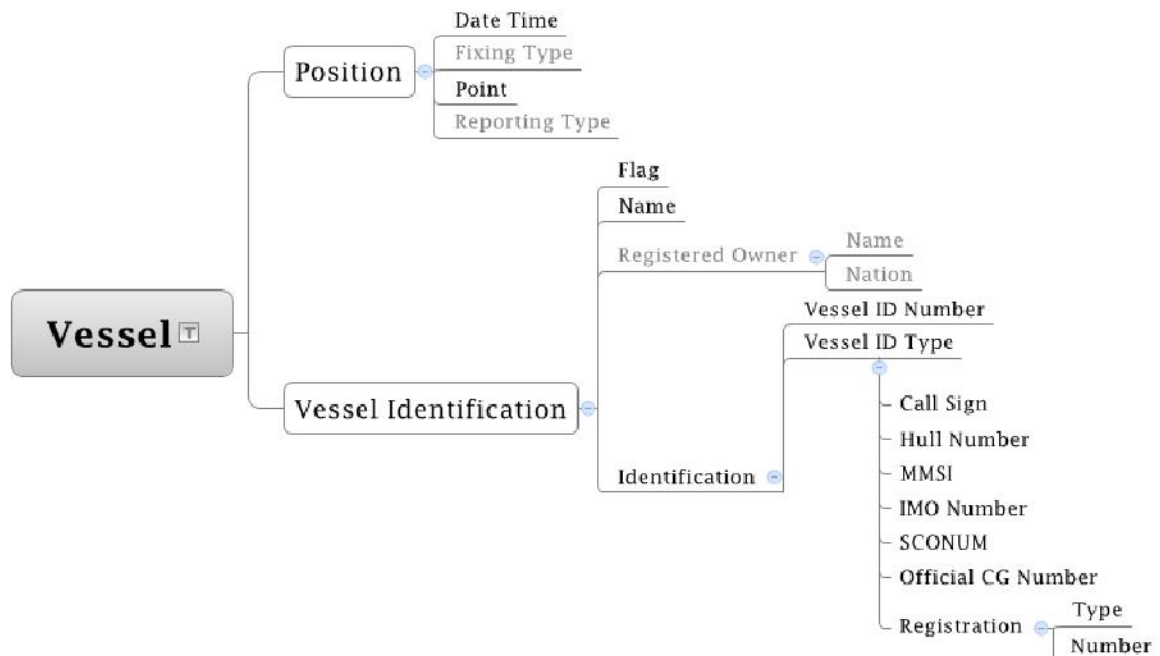 Date Time
Fixing Type
Position
Point
Reporting Type
Flag
Name
Registered Owner
Name
Nation
Vessel T
Vessel ID Number
Vessel ID Type
Vessel Identification
Call Sign
Hull Number
Identification
MMSI
IMO Number
SCONUM
Official CG Number
Registration
Type
Number